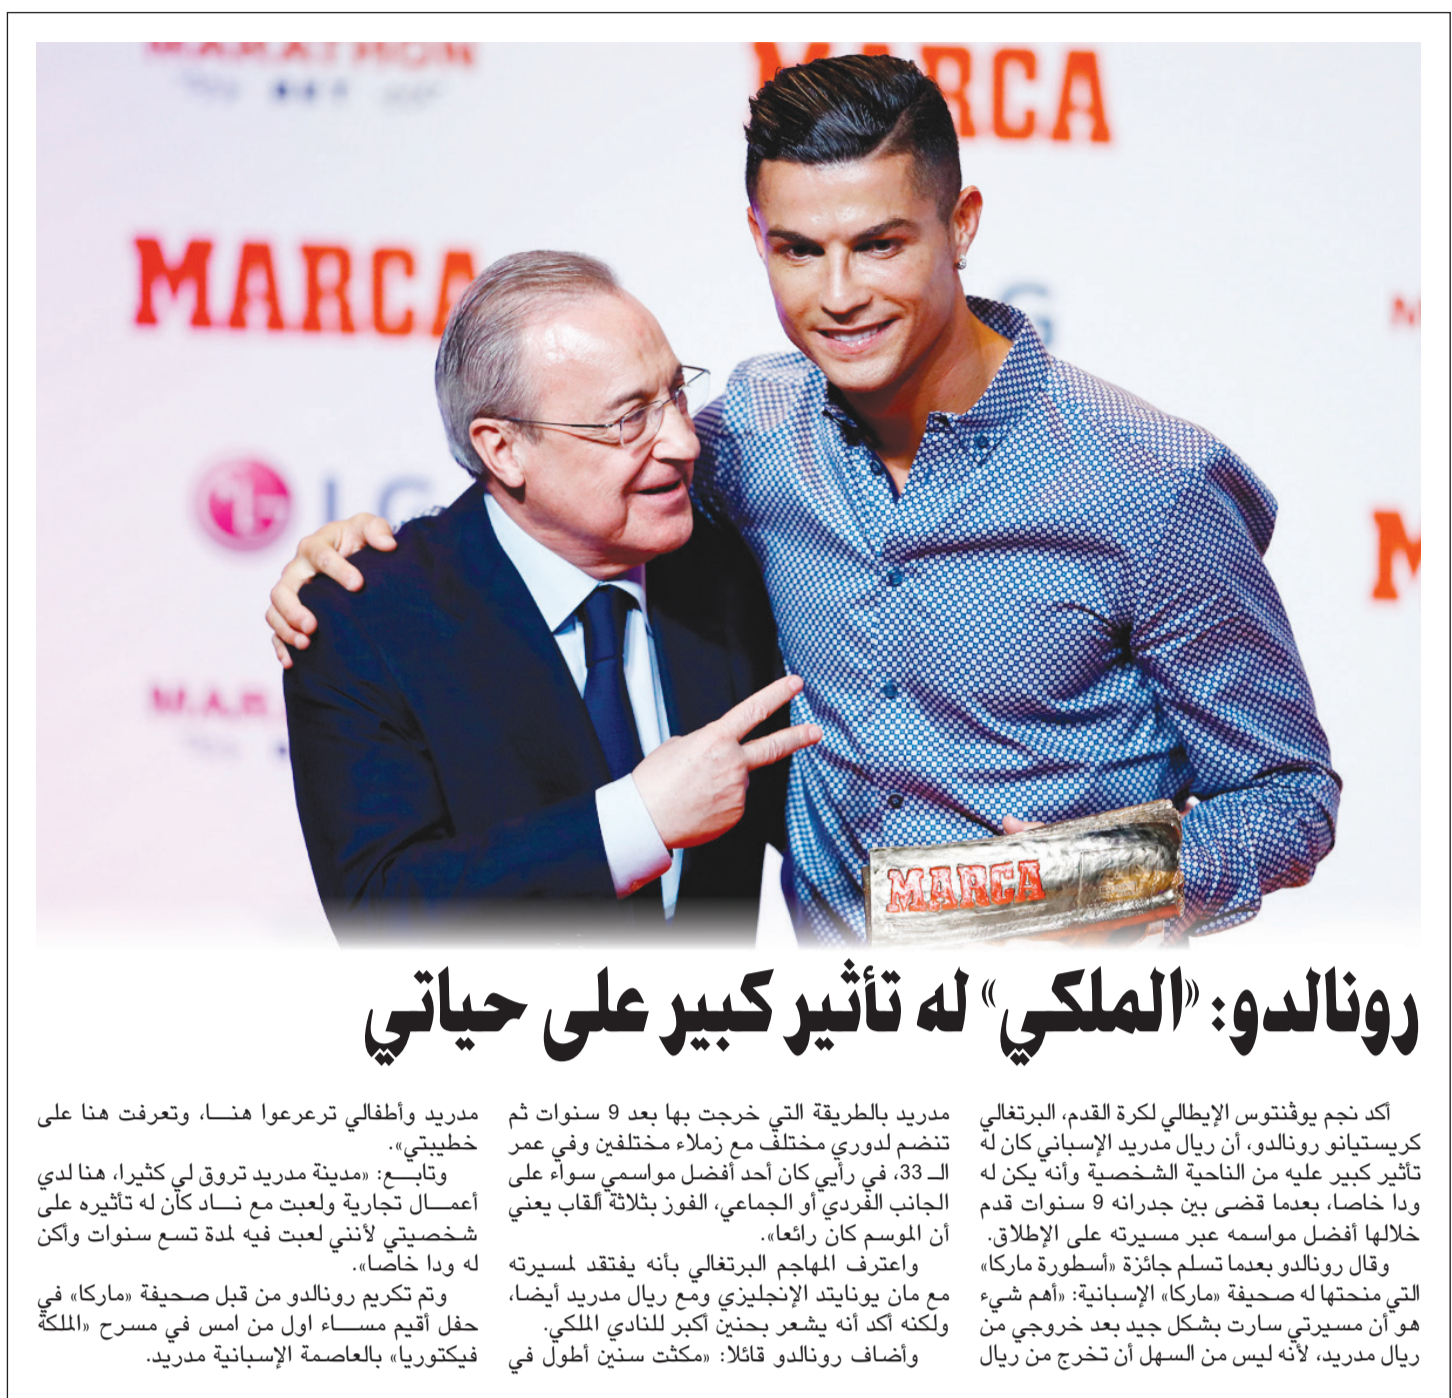 MARATHON
BUT
MARCA
MARCA
LG
MARCA
رونالدو: «الملكي» له تأثير كبير على حياتي
أكد نجم يوڤنتوس الإيطالي لكرة القدم، البرتغالي
كريستيانو رونالدو، أن ريال مدريد الإسباني كان له
تأثير كبير عليه من الناحية الشخصية وأنه يكن له
ودا خاصا، بعدما قضى بين جدرانه 9 سنوات قدم
خلالها أفضل مواسمه عبر مسيرته على الإطلاق.
وقال رونالدو بعدما تسلم جائزة «أسطورة ماركا»
التي منحتها له صحيفة «ماركا» الإسبانية: «أهم شيء
هو أن مسيرتي سارت بشكل جيد بعد خروجي من
ريال مدريد، لأنه ليس من السهل أن تخرج من ريال
مدريد بالطريقة التي خرجت بها بعد 9 سنوات ثم
تنضم لدوري مختلف مع زملاء مختلفين وفي عمر
الـ 33، في رأيي كان أحد أفضل مواسمي سواء على
الجانب الفردي أو الجماعي، الفوز بثلاثة ألقاب يعني
أن الموسم كان رائعا».
واعترف المهاجم البرتغالي بأنه يفتقد لمسيرته
مع مان يونايتد الإنجليزي ومع ريال مدريد أيضا،
ولكنه أكد أنه يشعر بحنين أكبر للنادي الملكي.
وأضاف رونالدو قائلا: «مكثت سنين أطول في
مدريد وأطفالي ترعرعوا هنا، وتعرفت هنا على
خطيبتي».
وتابع: «مدينة مدريد تروق لي كثيرا، هنا لدي
أعمال تجارية ولعبت مع ناد كان له تأثيره على
شخصيتي لأنني لعبت فيه لمدة تسع سنوات وأكن
له ودا خاصا».
وتم تكريم رونالدو من قبل صحيفة «ماركا» في
حفل أقيم مساء اول من امس في مسرح «الملكة
فيكتوريا» بالعاصمة الإسبانية مدريد.